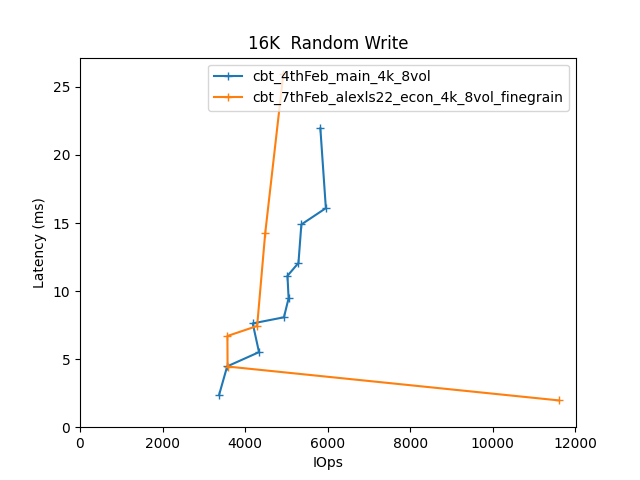 16K  Random Write
cbt_4thFeb_main_4k_8vol
cbt_7thFeb_alexls22_econ_4k_8vol_finegrain
Latency (ms)
25
20
15
10
5
0
0 2000 4000 6000 8000 10000 12000
IOps